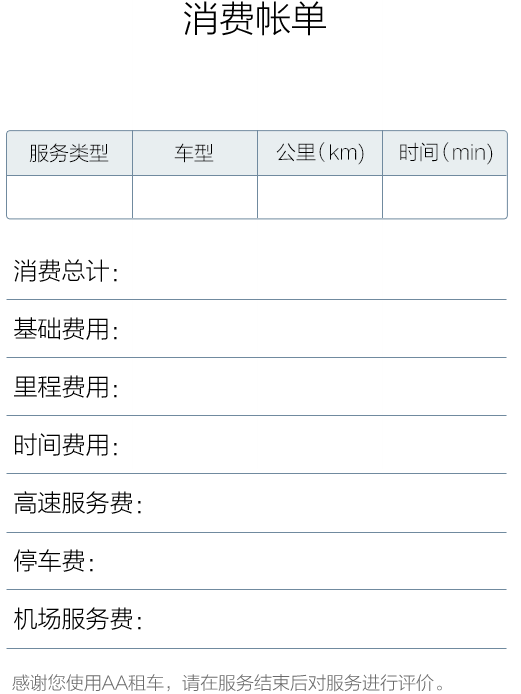 消费帐单
服务类型 车型 公里(km) 时间(min)
消费总计:
基础费用:
里程费用:
时间费用:
高速服务费:
停车费:
机场服务费:
感谢您使用AA租车，请在服务结束后对服务进行评价。